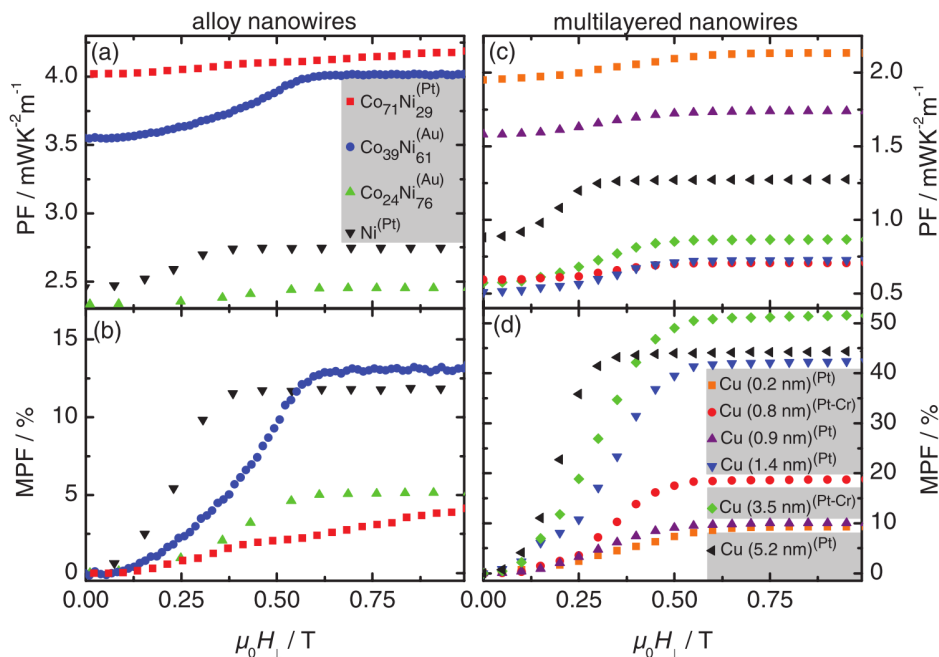 alloy nanowires
multilayered nanowires
(a)
4.0
3.5
3.0
2.5
PF / mWK⁻²m⁻¹
Co₇₁Ni₂₉⁽ᴾᵗ⁾
Co₃₉Ni₆₁⁽ᴬᵘ⁾
Co₂₄Ni₇₆⁽ᴬᵘ⁾
Ni⁽ᴾᵗ⁾
(c)
2.0
1.5
1.0
0.5
PF / mWK⁻²m⁻¹
(b)
15
10
5
0
MPF / %
0.00 0.25 0.50 0.75
μ₀H⊥ / T
(d)
50
40
30
20
10
0
MPF / %
Cu (0.2 nm)⁽ᴾᵗ⁾
Cu (0.8 nm)⁽ᴾᵗ⁻ᶜʳ⁾
Cu (0.9 nm)⁽ᴾᵗ⁾
Cu (1.4 nm)⁽ᴾᵗ⁾
Cu (3.5 nm)⁽ᴾᵗ⁻ᶜʳ⁾
Cu (5.2 nm)⁽ᴾᵗ⁾
0.00 0.25 0.50 0.75
μ₀H⊥ / T